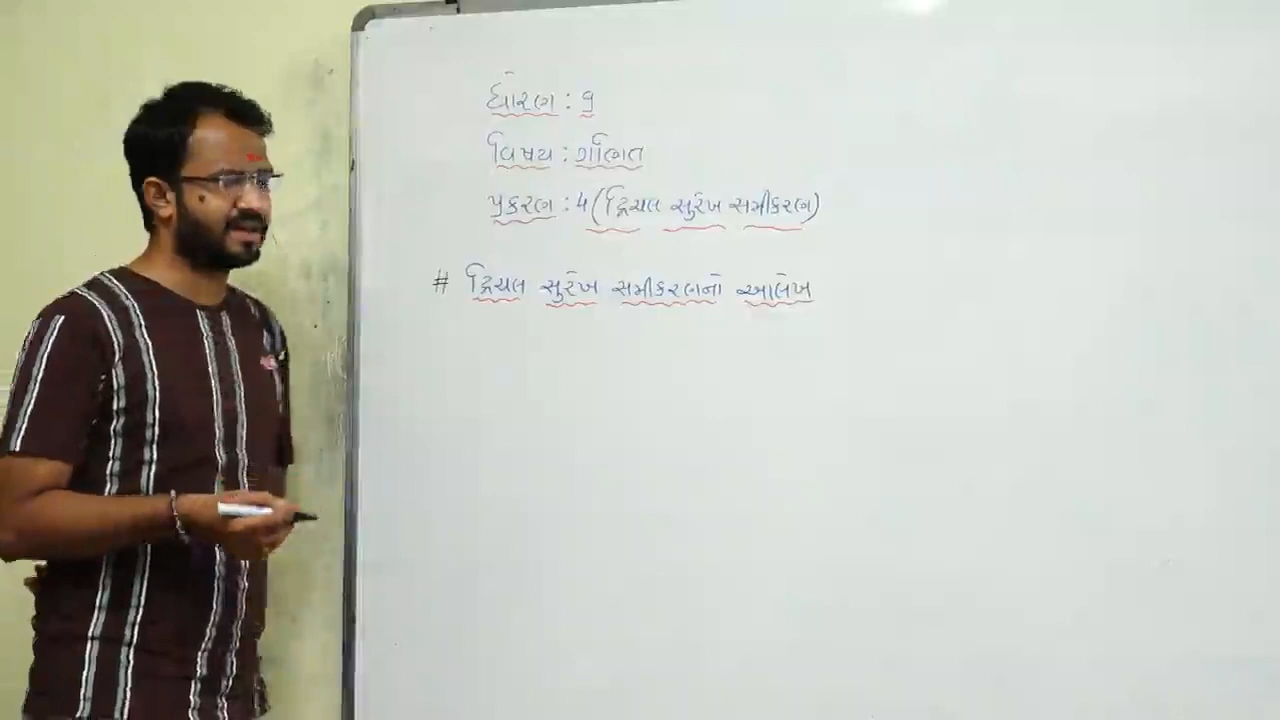 ધોરણ : 9
વિષય : ગણિત
પ્રકરણ : 4 (દ્વિચલ સુરેખ સમીકરણ)
# દ્વિચલ સુરેખ સમીકરણનો આલેખ